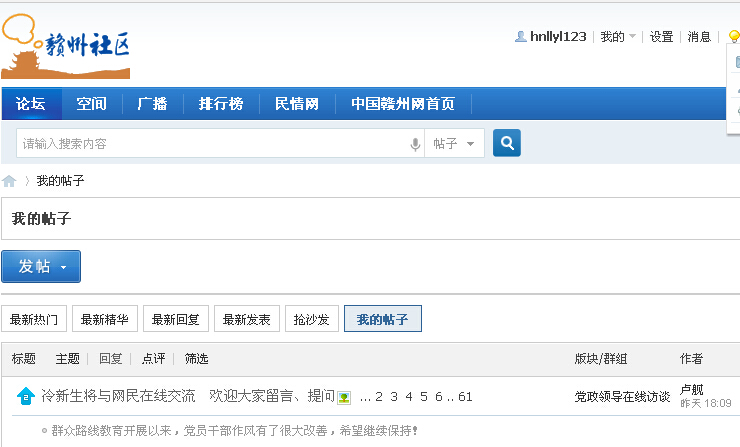 赣州社区
hnllyl123 我的 设置 消息
论坛 空间 广播 排行榜 民情网 中国赣州网首页
请输入搜索内容 帖子
我的帖子
我的帖子
发帖
最新热门 最新精华 最新回复 最新发表 抢沙发 我的帖子
标题 主题 回复 点评 筛选 版块/群组 作者
2 冷新生将与网民在线交流 欢迎大家留言、提问 ... 2 3 4 5 6 .. 61 党政领导在线访谈 卢舰
昨天 18:09
群众路线教育开展以来，党员干部作风有了很大改善，希望继续保持！